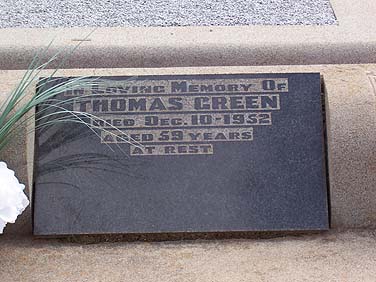 In Loving Memory Of
THOMAS GREEN
Died Dec. 10-1952
Aged 59 Years
At Rest